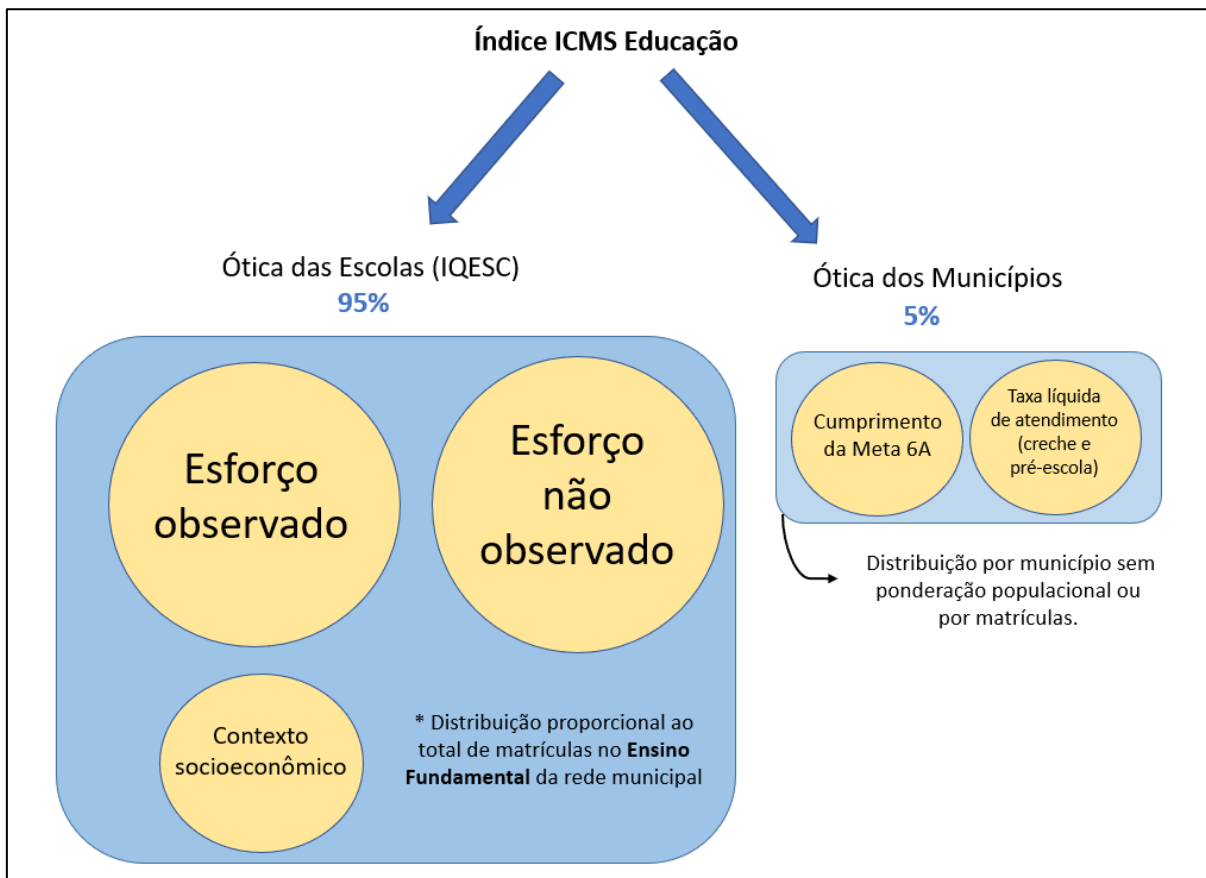 Índice ICMS Educação
Ótica das Escolas (IQESC)
95%
Esforço
observado
Esforço
não
observado
Contexto
socioeconômico
* Distribuição proporcional ao
total de matrículas no Ensino
Fundamental da rede municipal
Ótica dos Municípios
5%
Cumprimento
da Meta 6A
Taxa líquida
de atendimento
(creche e
pré-escola)
Distribuição por município sem
ponderação populacional ou
por matrículas.